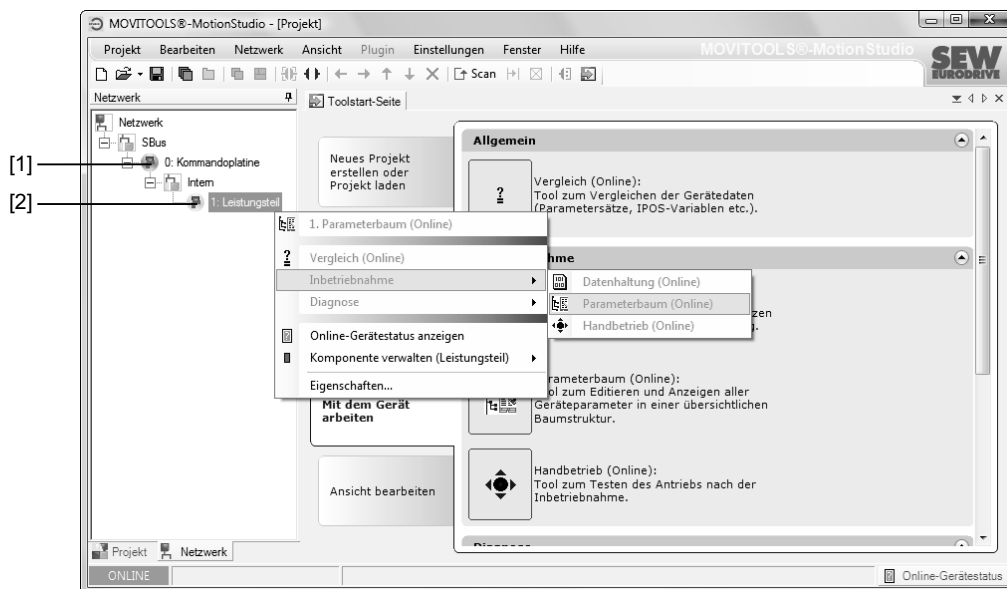 MOVITOOLS®-MotionStudio - [Projekt]
Projekt Bearbeiten Netzwerk Ansicht Plugin Einstellungen Fenster Hilfe
MOVITOOLS®-MotionStudio
SEW
EURODRIVE
Scan
Netzwerk
Toolstart-Seite
Netzwerk
SBus
[1]
0: Kommandoplatine
Intern
[2]
1: Leistungsteil
Neues Projekt
erstellen oder
Projekt laden
Allgemein
Vergleich (Online):
Tool zum Vergleichen der Gerätedaten
(Parametersätze, IPOS-Variablen etc.).
1. Parameterbaum (Online)
Vergleich (Online)
Inbetriebnahme
Diagnose
Online-Gerätestatus anzeigen
Komponente verwalten (Leistungsteil)
Eigenschaften...
hme
Datenhaltung (Online)
Parameterbaum (Online)
Handbetrieb (Online)
zen
g.
Mit dem Gerät
arbeiten
rameterbaum (Online):
ol zum Editieren und Anzeigen aller
Geräteparameter in einer übersichtlichen
Baumstruktur.
Ansicht bearbeiten
Handbetrieb (Online):
Tool zum Testen des Antriebs nach der
Inbetriebnahme.
Diagnose
Projekt Netzwerk
ONLINE
Online-Gerätestatus